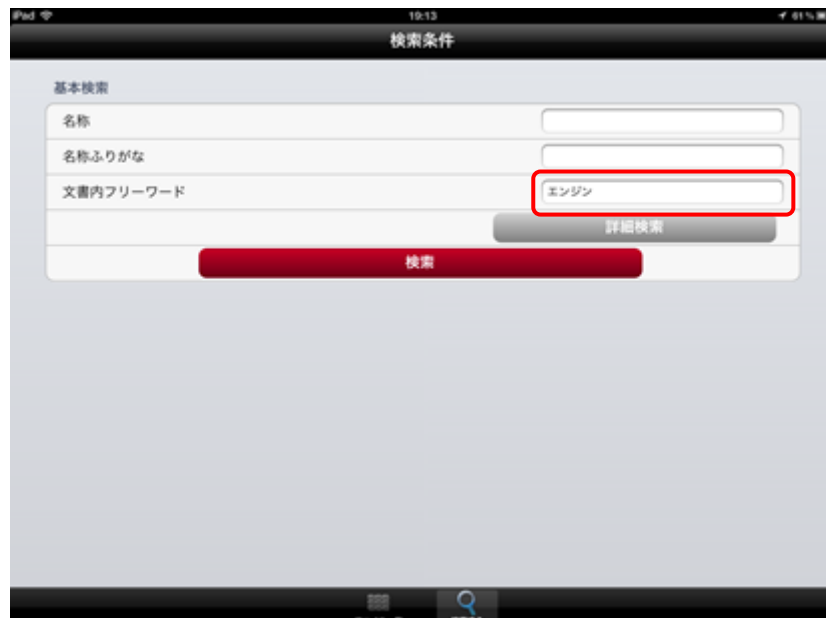 iPad 19:13 61%
検索条件
基本検索
名称
名称ふりがな
文書内フリーワード エンジン
詳細検索
検索